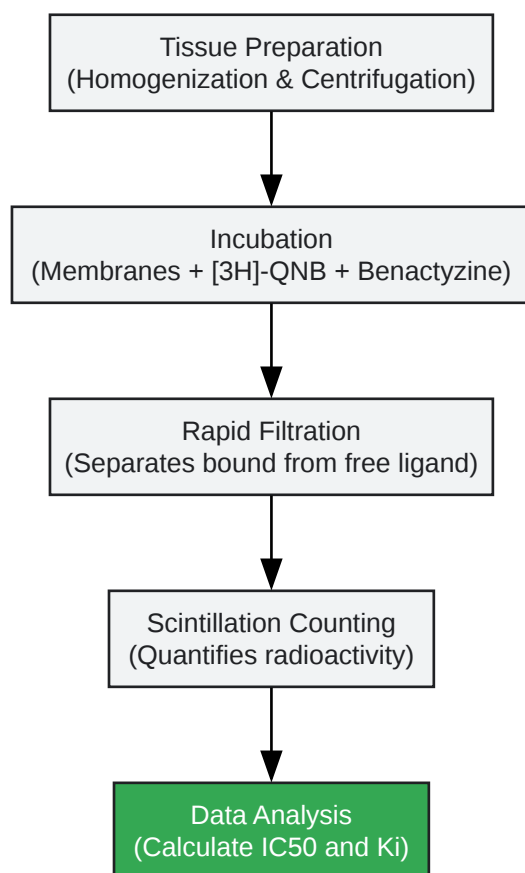 Tissue Preparation
(Homogenization & Centrifugation)
Incubation
(Membranes + [3H]-QNB + Benactyzine)
Rapid Filtration
(Separates bound from free ligand)
Scintillation Counting
(Quantifies radioactivity)
Data Analysis
(Calculate IC50 and Ki)